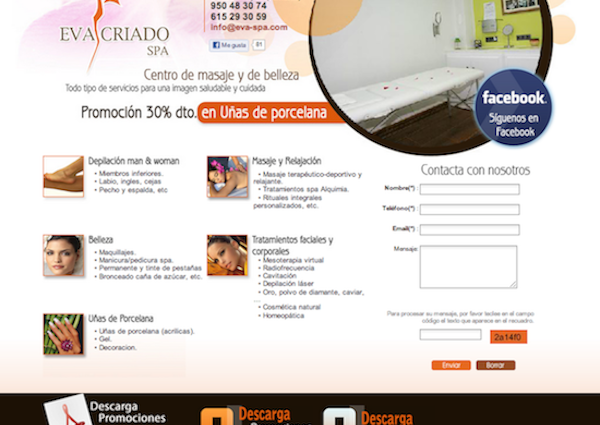 950 48 30 74
615 29 30 59
info@eva-spa.com
EVA CRIADO
SPA
Me gusta 81
Centro de masaje y de belleza
Todo tipo de servicios para una imagen saludable y cuidada
Promoción 30% dto. en Uñas de porcelana
facebook.
Síguenos en
Facebook
Depilación man & woman
• Miembros inferiores.
• Labio, ingles, cejas
• Pecho y espalda, etc
Masaje y Relajación
• Masaje terapéutico-deportivo y
relajante.
• Tratamientos spa Alquimia.
• Rituales integrales
personalizados, etc.
Belleza
• Maquillajes.
• Manicura/pedicura spa.
• Permanente y tinte de pestañas
• Bronceado caña de azúcar, etc.
Tratamientos faciales y
corporales
• Mesoterapia virtual
• Radiofrecuencia
• Cavitación
• Depilación láser
• Oro, polvo de diamante, caviar,
...
• Cosmética natural
• Homeopática
Uñas de Porcelana
• Uñas de porcelana (acrílicas).
• Gel.
• Decoracion.
Contacta con nosotros
Nombre(*) :
Teléfono(*) :
Email(*) :
Mensaje:
Para procesar su mensaje, por favor teclee en el campo
código el texto que aparece en el recuadro.
2a14f0
Enviar
Borrar
Descarga
Promociones
Descarga
Descarga